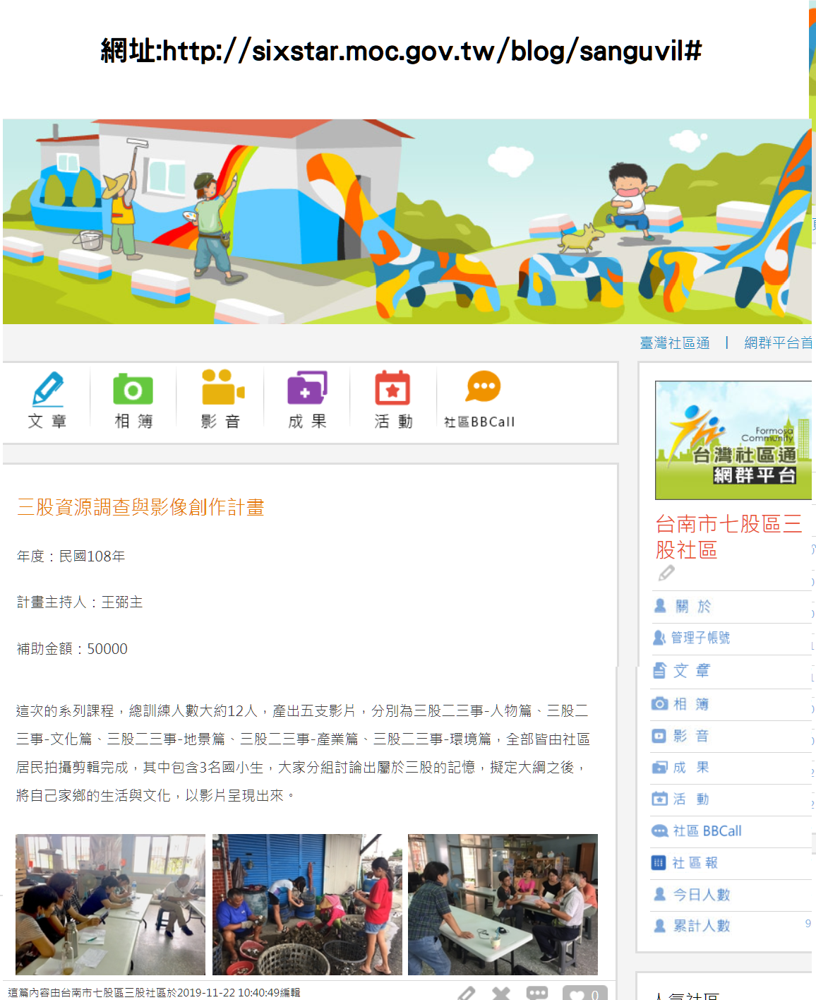 網址:http://sixstar.moc.gov.tw/blog/sanguvil#
臺灣社區通 | 網群平台首
文章
相簿
影音
成果
活動
社區BBCall
三股資源調查與影像創作計畫
年度：民國108年
計畫主持人：王弼主
補助金額：50000
這次的系列課程，總訓練人數大約12人，產出五支影片，分別為三股二三事-人物篇、三股二
三事-文化篇、三股二三事-地景篇、三股二三事-產業篇、三股二三事-環境篇，全部皆由社區
居民拍攝剪輯完成，其中包含3名國小生，大家分組討論出屬於三股的記憶，擬定大綱之後，
將自己家鄉的生活與文化，以影片呈現出來。
這篇內容由台南市七股區三股社區於2019-11-22 10:40:49編輯
0
Formosa
Community
台灣社區通
網群平台
台南市七股區三
股社區
關於
管理子帳號
文章
相簿
影音
成果
活動
社區 BBCall
社區報
今日人數
累計人數 9
人氣社區